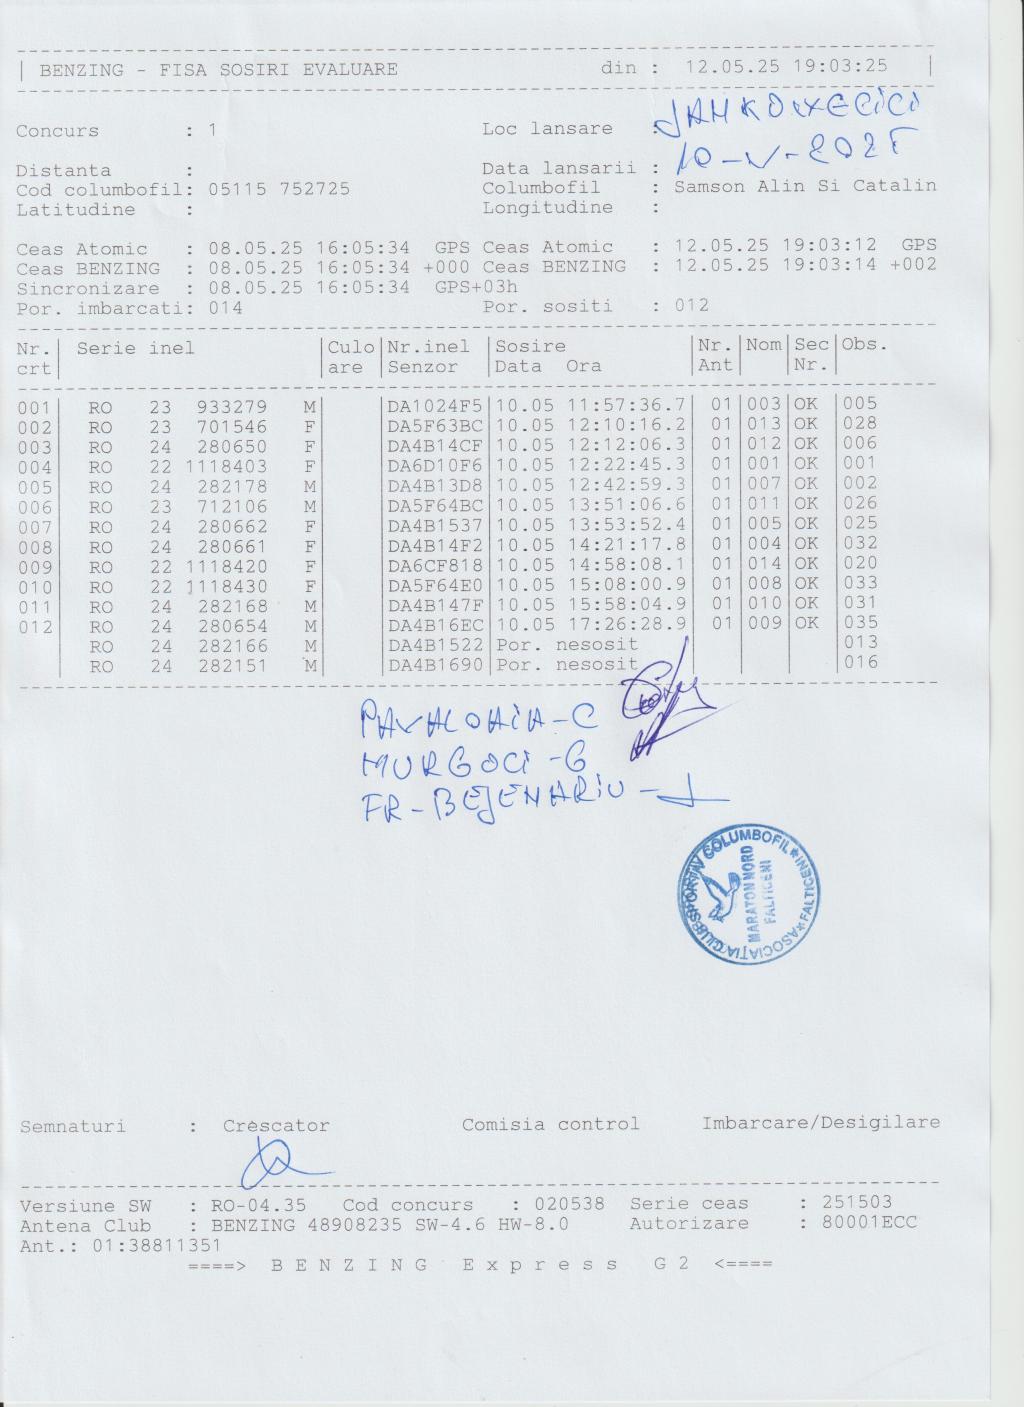 | BENZING - FISA SOSIRI EVALUARE din : 12.05.25 19:03:25 |
Concurs : 1 Loc lansare : JANKOWECICI
Distanta : Data lansarii : 10-V-2025
Cod columbofil: 05115 752725 Columbofil : Samson Alin Si Catalin
Latitudine : Longitudine :
Ceas Atomic : 08.05.25 16:05:34 GPS Ceas Atomic : 12.05.25 19:03:12 GPS
Ceas BENZING : 08.05.25 16:05:34 +000 Ceas BENZING : 12.05.25 19:03:14 +002
Sincronizare : 08.05.25 16:05:34 GPS+03h
Por. imbarcati: 014 Por. sositi : 012
Nr.| Serie inel |Culo|Nr.inel |Sosire |Nr.|Nom|Sec|Obs.
crt| |are |Senzor |Data Ora |Ant| |Nr.|
001| RO 23 933279 M | |DA1024F5|10.05 11:57:36.7| 01|003|OK |005
002| RO 23 701546 F | |DA5F63BC|10.05 12:10:16.2| 01|013|OK |028
003| RO 24 280650 F | |DA4B14CF|10.05 12:12:06.3| 01|012|OK |006
004| RO 22 1118403 F | |DA6D10F6|10.05 12:22:45.3| 01|001|OK |001
005| RO 24 282178 M | |DA4B13D8|10.05 12:42:59.3| 01|007|OK |002
006| RO 23 712106 M | |DA5F64BC|10.05 13:51:06.6| 01|011|OK |026
007| RO 24 280662 F | |DA4B1537|10.05 13:53:52.4| 01|005|OK |025
008| RO 24 280661 F | |DA4B14F2|10.05 14:21:17.8| 01|004|OK |032
009| RO 22 1118420 F | |DA6CF818|10.05 14:58:08.1| 01|014|OK |020
010| RO 22 1118430 F | |DA5F64E0|10.05 15:08:00.9| 01|008|OK |033
011| RO 24 282168 M | |DA4B147F|10.05 15:58:04.9| 01|010|OK |031
012| RO 24 280654 M | |DA4B16EC|10.05 17:26:28.9| 01|009|OK |035
| RO 24 282166 M | |DA4B1522|Por. nesosit | | | |013
| RO 24 282151 M | |DA4B1690|Por. nesosit | | | |016
PAVALOAIA-C
MURGOCI-G
FR-BEJENARIU-I
ASOCIATIA CLUB SPORTIV COLUMBOFIL * FALTICENI *
MARATON NORD
FALTICENI
Semnaturi : Crescator Comisia control Imbarcare/Desigilare
Versiune SW : RO-04.35 Cod concurs : 020538 Serie ceas : 251503
Antena Club : BENZING 48908235 SW-4.6 HW-8.0 Autorizare : 80001ECC
Ant.: 01:38811351
====> B E N Z I N G E x p r e s s G 2 <====